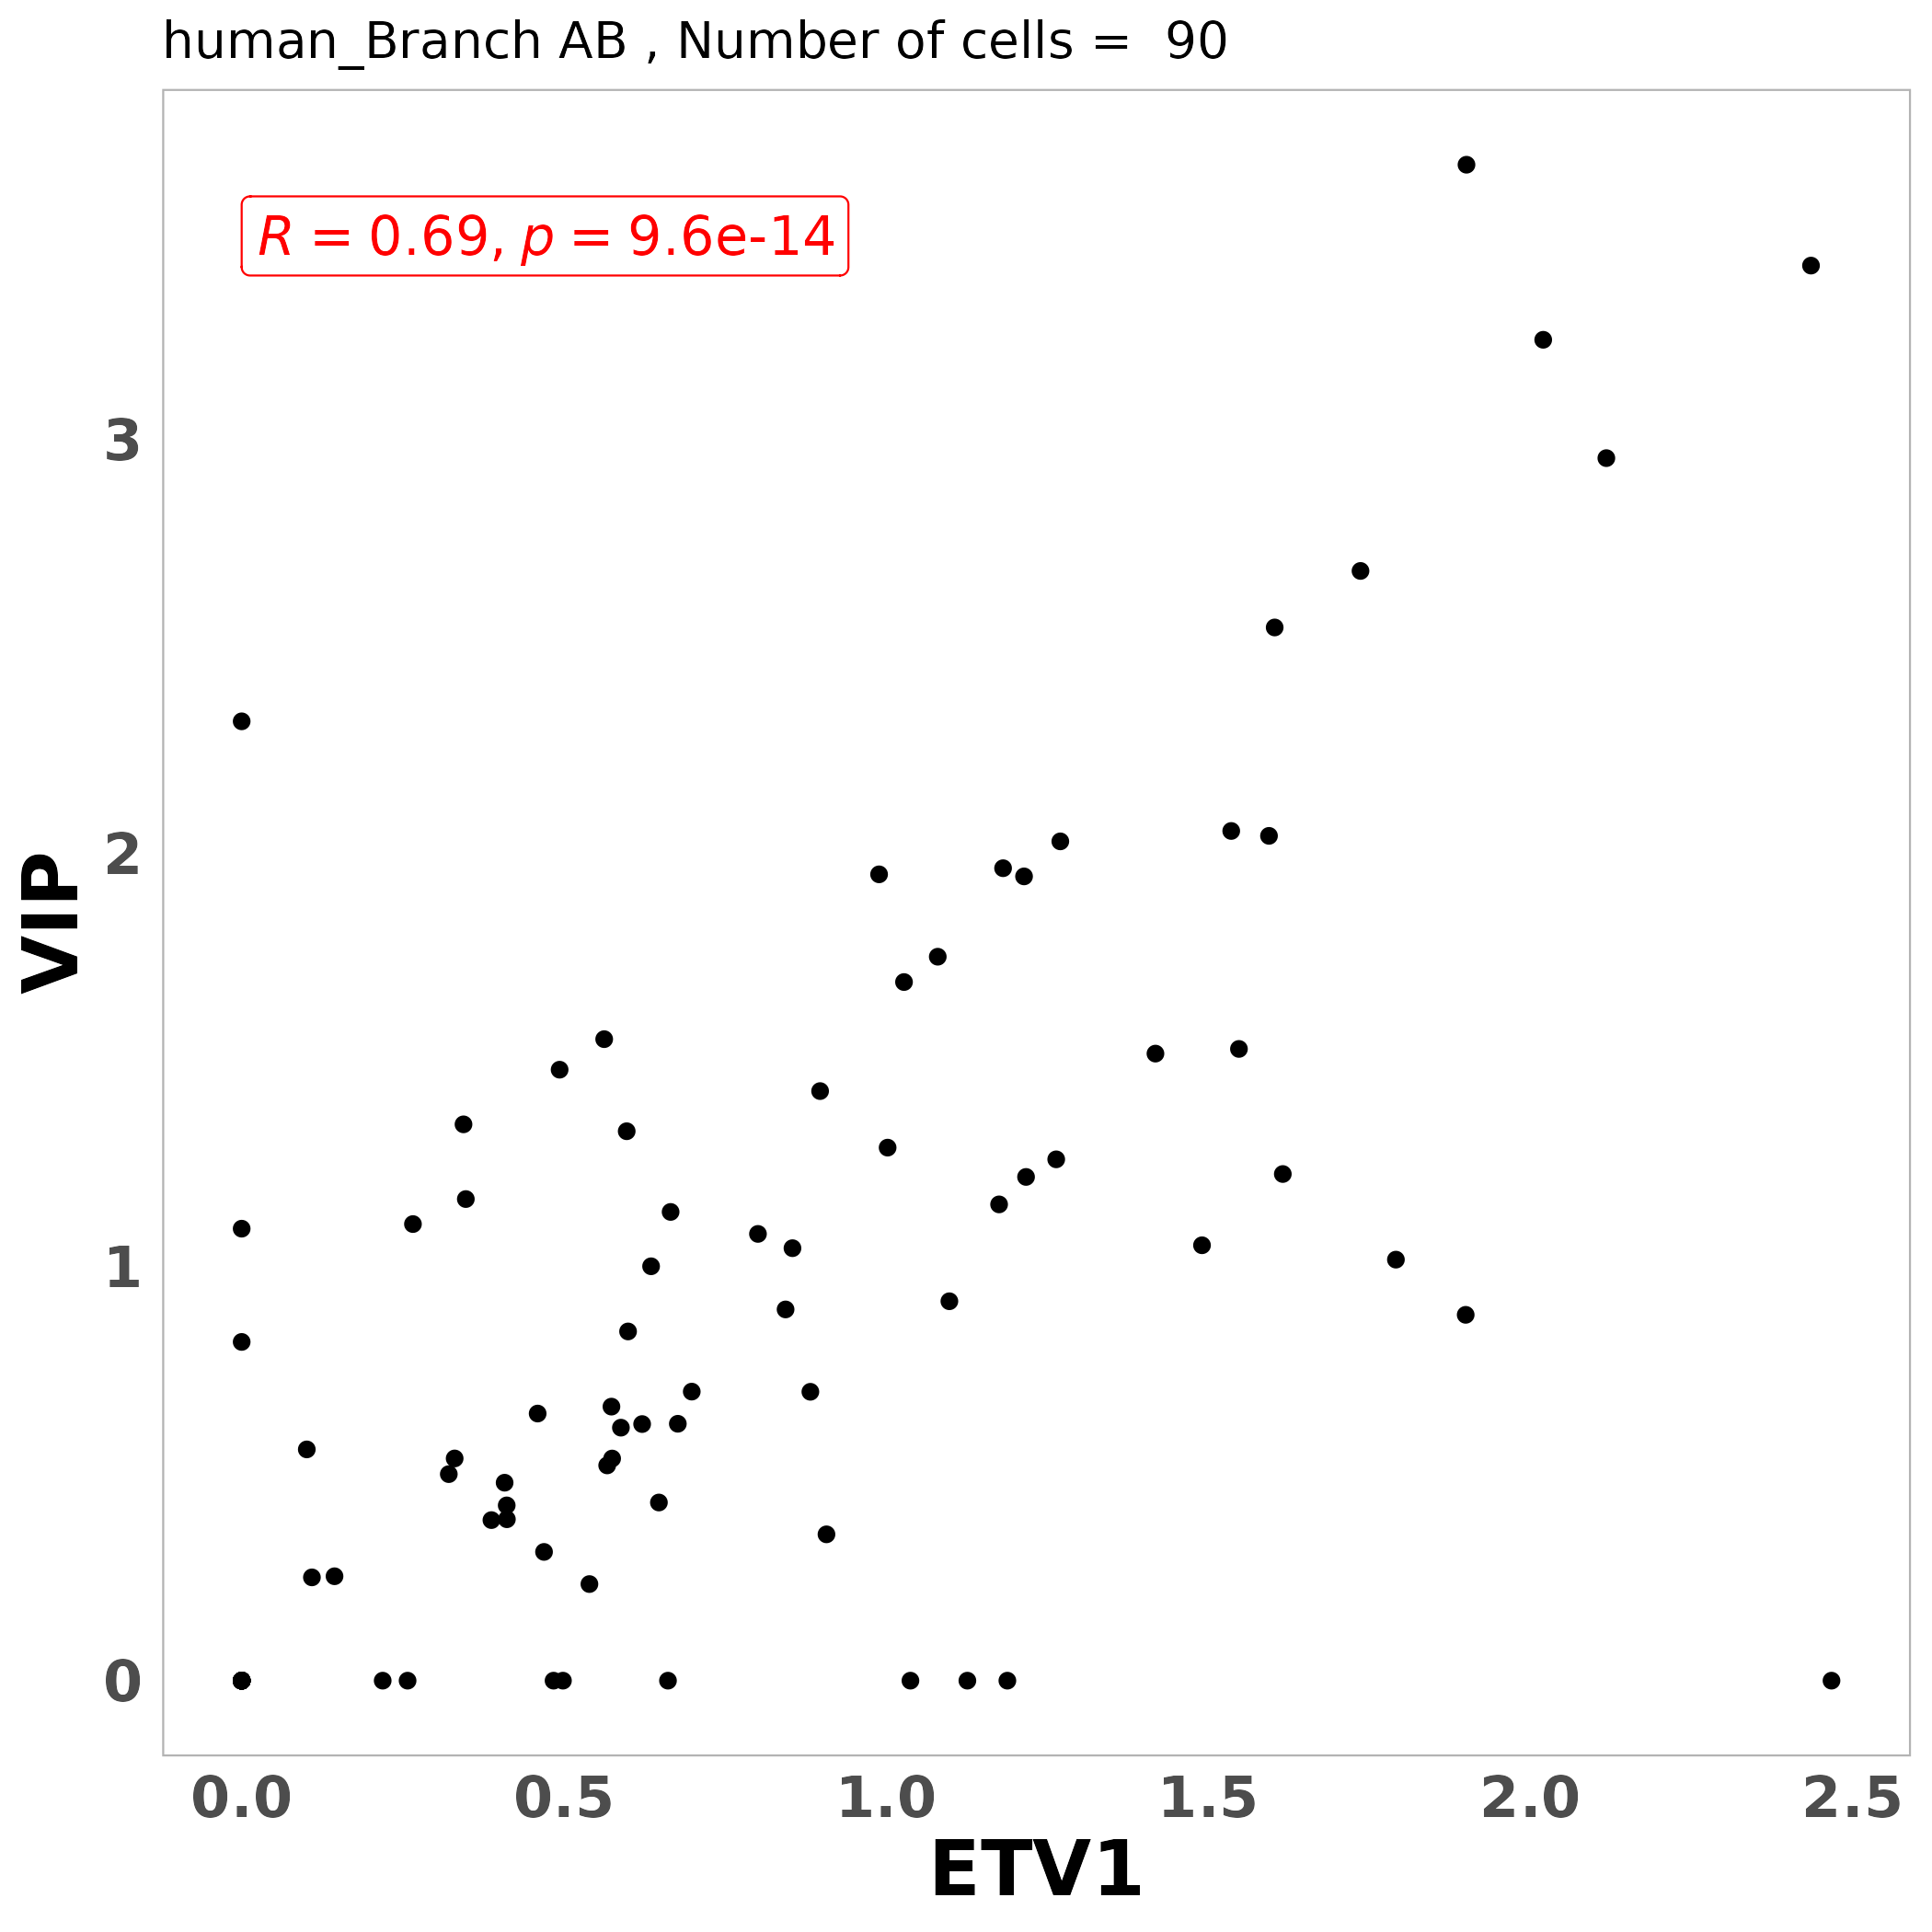 human_Branch AB , Number of cells =  90
R = 0.69, p = 9.6e-14
3
2
1
0
VIP
0.0 0.5 1.0 1.5 2.0 2.5
ETV1